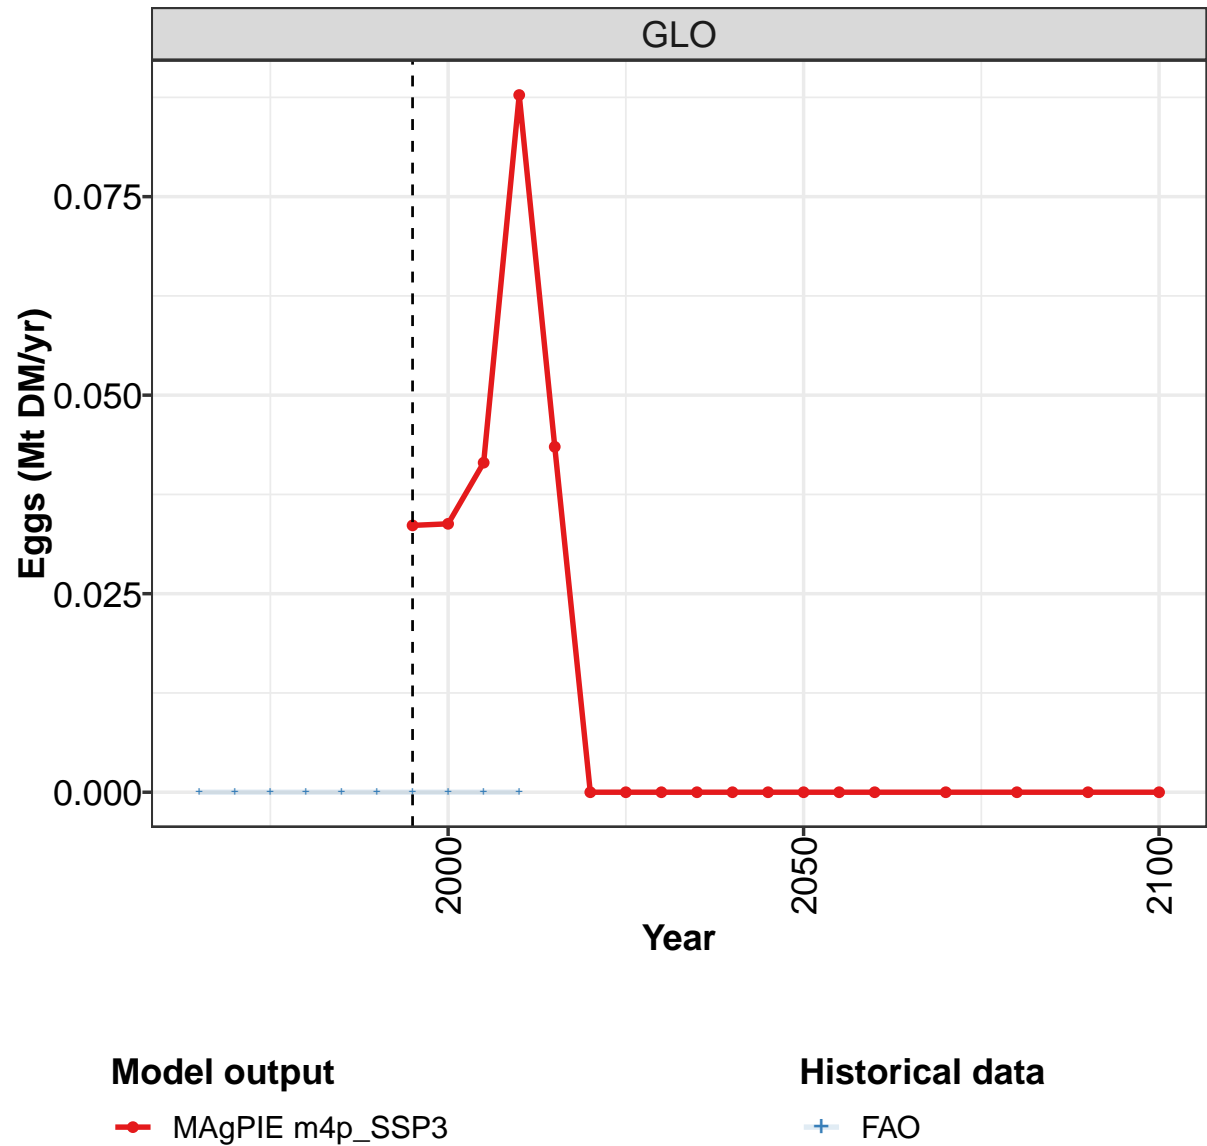 GLO
Eggs (Mt DM/yr)
0.075
0.050
0.025
0.000
2000
2050
2100
Year
Model output
MAgPIE m4p_SSP3
Historical data
FAO